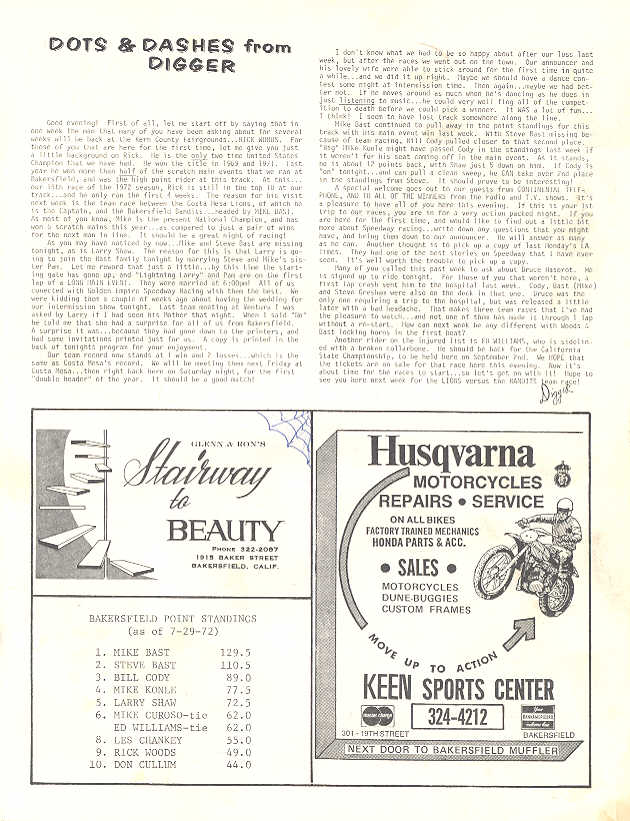 DOTS & DASHES from
DIGGER
Good evening! First of all, let me start off by saying that in
one week the man that many of you have been asking about for several
weeks will be back at the Kern County Fairgrounds...RICK WOODS. For
those of you that are here for the first time, let me give you just
a little background on Rick. He is the only two time United States
Champion that we have had. He won the title in 1969 and 1971. Last
year he won more than half of the scratch main events that we ran at
Bakersfield, and was the high point rider at this track. At this...
our 11th race of the 1972 season, Rick is still in the top 10 at our
track....and he only ran the first 4 weeks. The reason for his visit
next week is the team race between the Costa Mesa Lions, of which he
is the Captain, and the Bakersfield Bandits...headed by MIKE BAST.
As most of you know, Mike is the present National Champion, and has
won scratch mains this year...as compared to just a pair of wins
for the next man in line. It should be a great night of racing!
As you may have noticed by now...Mike and Steve Bast are missing
tonight, as is Larry Shaw. The reason for this is that Larry is go-
ing to join the Bast family tonight by marrying Steve and Mike's sis-
ter Pam. Let me reword that just a little...by this time the start-
ing gate has gone up, and "Lightning Larry" and Pam are on the first
lap of a LONG MAIN EVENT. They were married at 6:00pm! All of us
connected with Golden Empire Speedway Racing wish them the best. We
were kidding them a couple of weeks ago about having the wedding for
our intermission show tonight. Last team meeting at Ventura I was
asked by Larry if I had seen his Mother that night. When I said "No"
he told me that she had a surprise for all of us from Bakersfield.
A surprise it was...because they had gone down to the printer, and
had some invitations printed just for us. A copy is printed in the
back of tonight's program for your enjoyment.
Our team record now stands at 1 win and 2 losses...which is the
same as Costa Mesa's record. We will be meeting them next Friday at
Costa Mesa...then right back here on Saturday night, for the first
"double header" of the year. It should be a good match!
I don't know what we had to be so happy about after our loss last
week, but after the races we went out on the town. Our announcer and
his lovely wife were able to stick around for the first time in quite
a while...and we did it up right. Maybe we should have a dance con-
test some night at intermission time. Then again...maybe we had bet-
ter not. If he moves around as much when he's dancing as he does in
just listening to music...he could very well fling all of the compet-
ition to death before we could pick a winner. It WAS a lot of fun...
I (think) I seem to have lost track somewhere along the line.
Mike Bast continued to pull away in the point standings for this
track with his main event win last week. With Steve Bast missing be-
cause of team racing, Bill Cody pulled closer to that second place.
"Big" Mike Konle might have passed Cody in the standings last week if
it weren't for his seat coming off in the main event. As it stands,
he is about 12 points back, with Shaw just 5 down on him. If Cody is
"on" tonight...and can pull a clean sweep, he CAN take over 2nd place
in the standings from Steve. It should prove to be interesting!
A special welcome goes out to our guests from CONTINENTAL TELE-
PHONE, AND TO ALL OF THE MEMBERS from the radio and T.V. shows. It's
a pleasure to have all of you here this evening. If this is your 1st
trip to our races, you are in for a very action packed night. If you
are here for the first time, and would like to find out a little bit
more about Speedway racing...write down any questions that you might
have, and bring them down to our announcer. He will answer as many
as he can. Another thought is to pick up a copy of last Monday's L.A.
Times. They had one of the best stories on Speedway that I have ever
seen. It's well worth the trouble to pick up a copy.
Many of you called this past week to ask about Bruce
is signed up to ride tonight. For those of you that weren't here, a
first lap crash sent him to the hospital last week. Cody, Bast (Mike)
and Steve Gresher were also on the deck in that one. Bruce was the
only one requiring a trip to the hospital, but was released a little
later with a bad headache. That makes three team races that I've had
the pleasure to watch...and not one of them has made it through 1 lap
without a re-start. How can next week be any different with Woods &
Bast locking horns in the first heat?
Another rider on the injured list is ED WILLIAMS, who is sidelin-
ed with a broken collarbone. He should be back for the California
State Championship, to be held here on September 2nd. We HOPE that
the tickets are on sale for that race here this evening. Now it's
about time for the races to start...so let's get on with it! Hope to
see you here next week for the LIONS versus the BANDITS team race!
Digger
GLENN & RON'S
Stairway
to
BEAUTY
PHONE 322-2087
1915 BAKER STREET
BAKERSFIELD, CALIF.
BAKERSFIELD POINT STANDINGS
(as of 7-29-72)
1. MIKE BAST 129.5
2. STEVE BAST 110.5
3. BILL CODY 89.0
4. MIKE KONLE 77.5
5. LARRY SHAW 72.5
6. MIKE CUROSO-tie 62.0
ED WILLIAMS-tie 62.0
8. LES CHANKEY 55.0
9. RICK WOODS 49.0
10. DON CULLUM 44.0
Husqvarna
MOTORCYCLES
REPAIRS • SERVICE
ON ALL BIKES
FACTORY TRAINED MECHANICS
HONDA PARTS & ACC.
• SALES •
MOTORCYCLES
DUNE-BUGGIES
CUSTOM FRAMES
MOVE UP TO ACTION
KEEN SPORTS CENTER
master charge
324-4212
Your
BANKAMERICARD
welcome here
301 - 19TH STREET
BAKERSFIELD
NEXT DOOR TO BAKERSFIELD MUFFLER